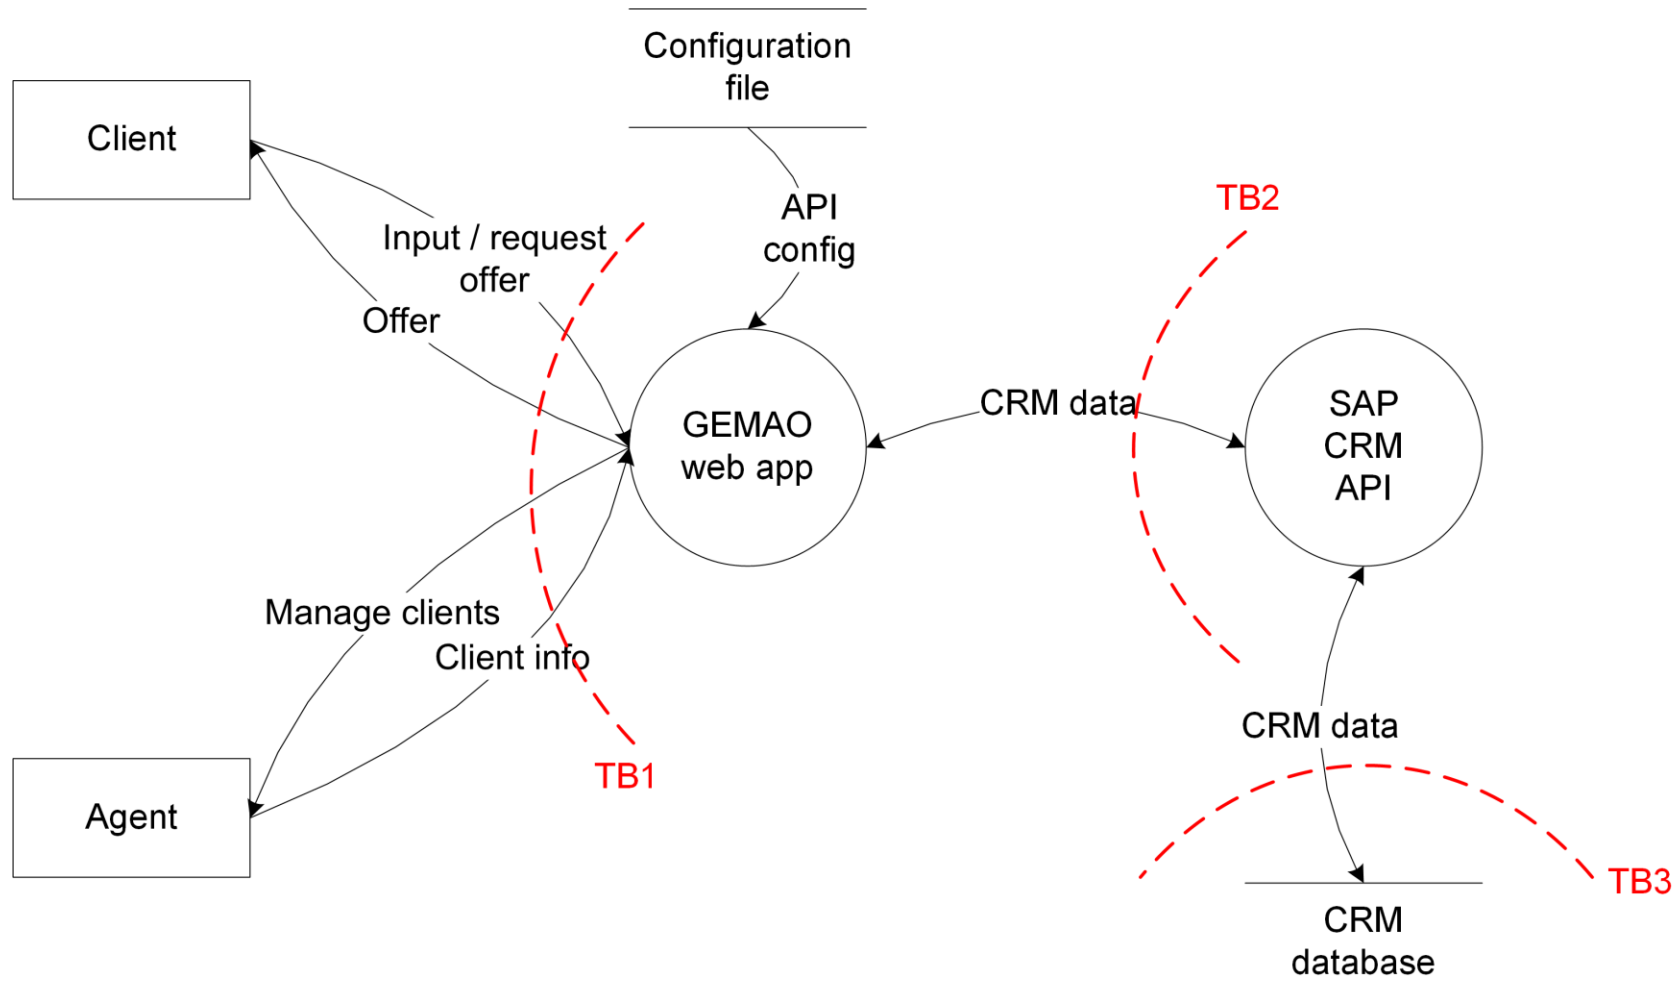 Configuration
file
Client
API
config
TB2
Input / request
offer
Offer
CRM data
GEMAO
web app
SAP
CRM
API
Manage clients
Client info
CRM data
TB1
Agent
TB3
CRM
database